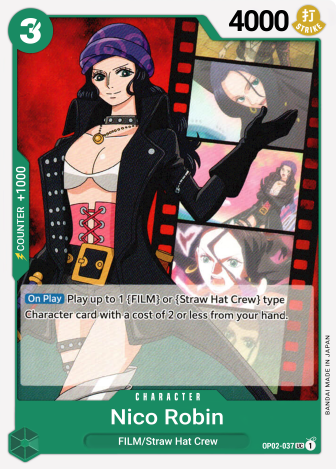 3
4000
打
STRIKE
⚡COUNTER +1000
On Play Play up to 1 {FILM} or {Straw Hat Crew} type
Character card with a cost of 2 or less from your hand.
CHARACTER
Nico Robin
FILM/Straw Hat Crew
OP02-037 UC 1
BANDAI MADE IN JAPAN